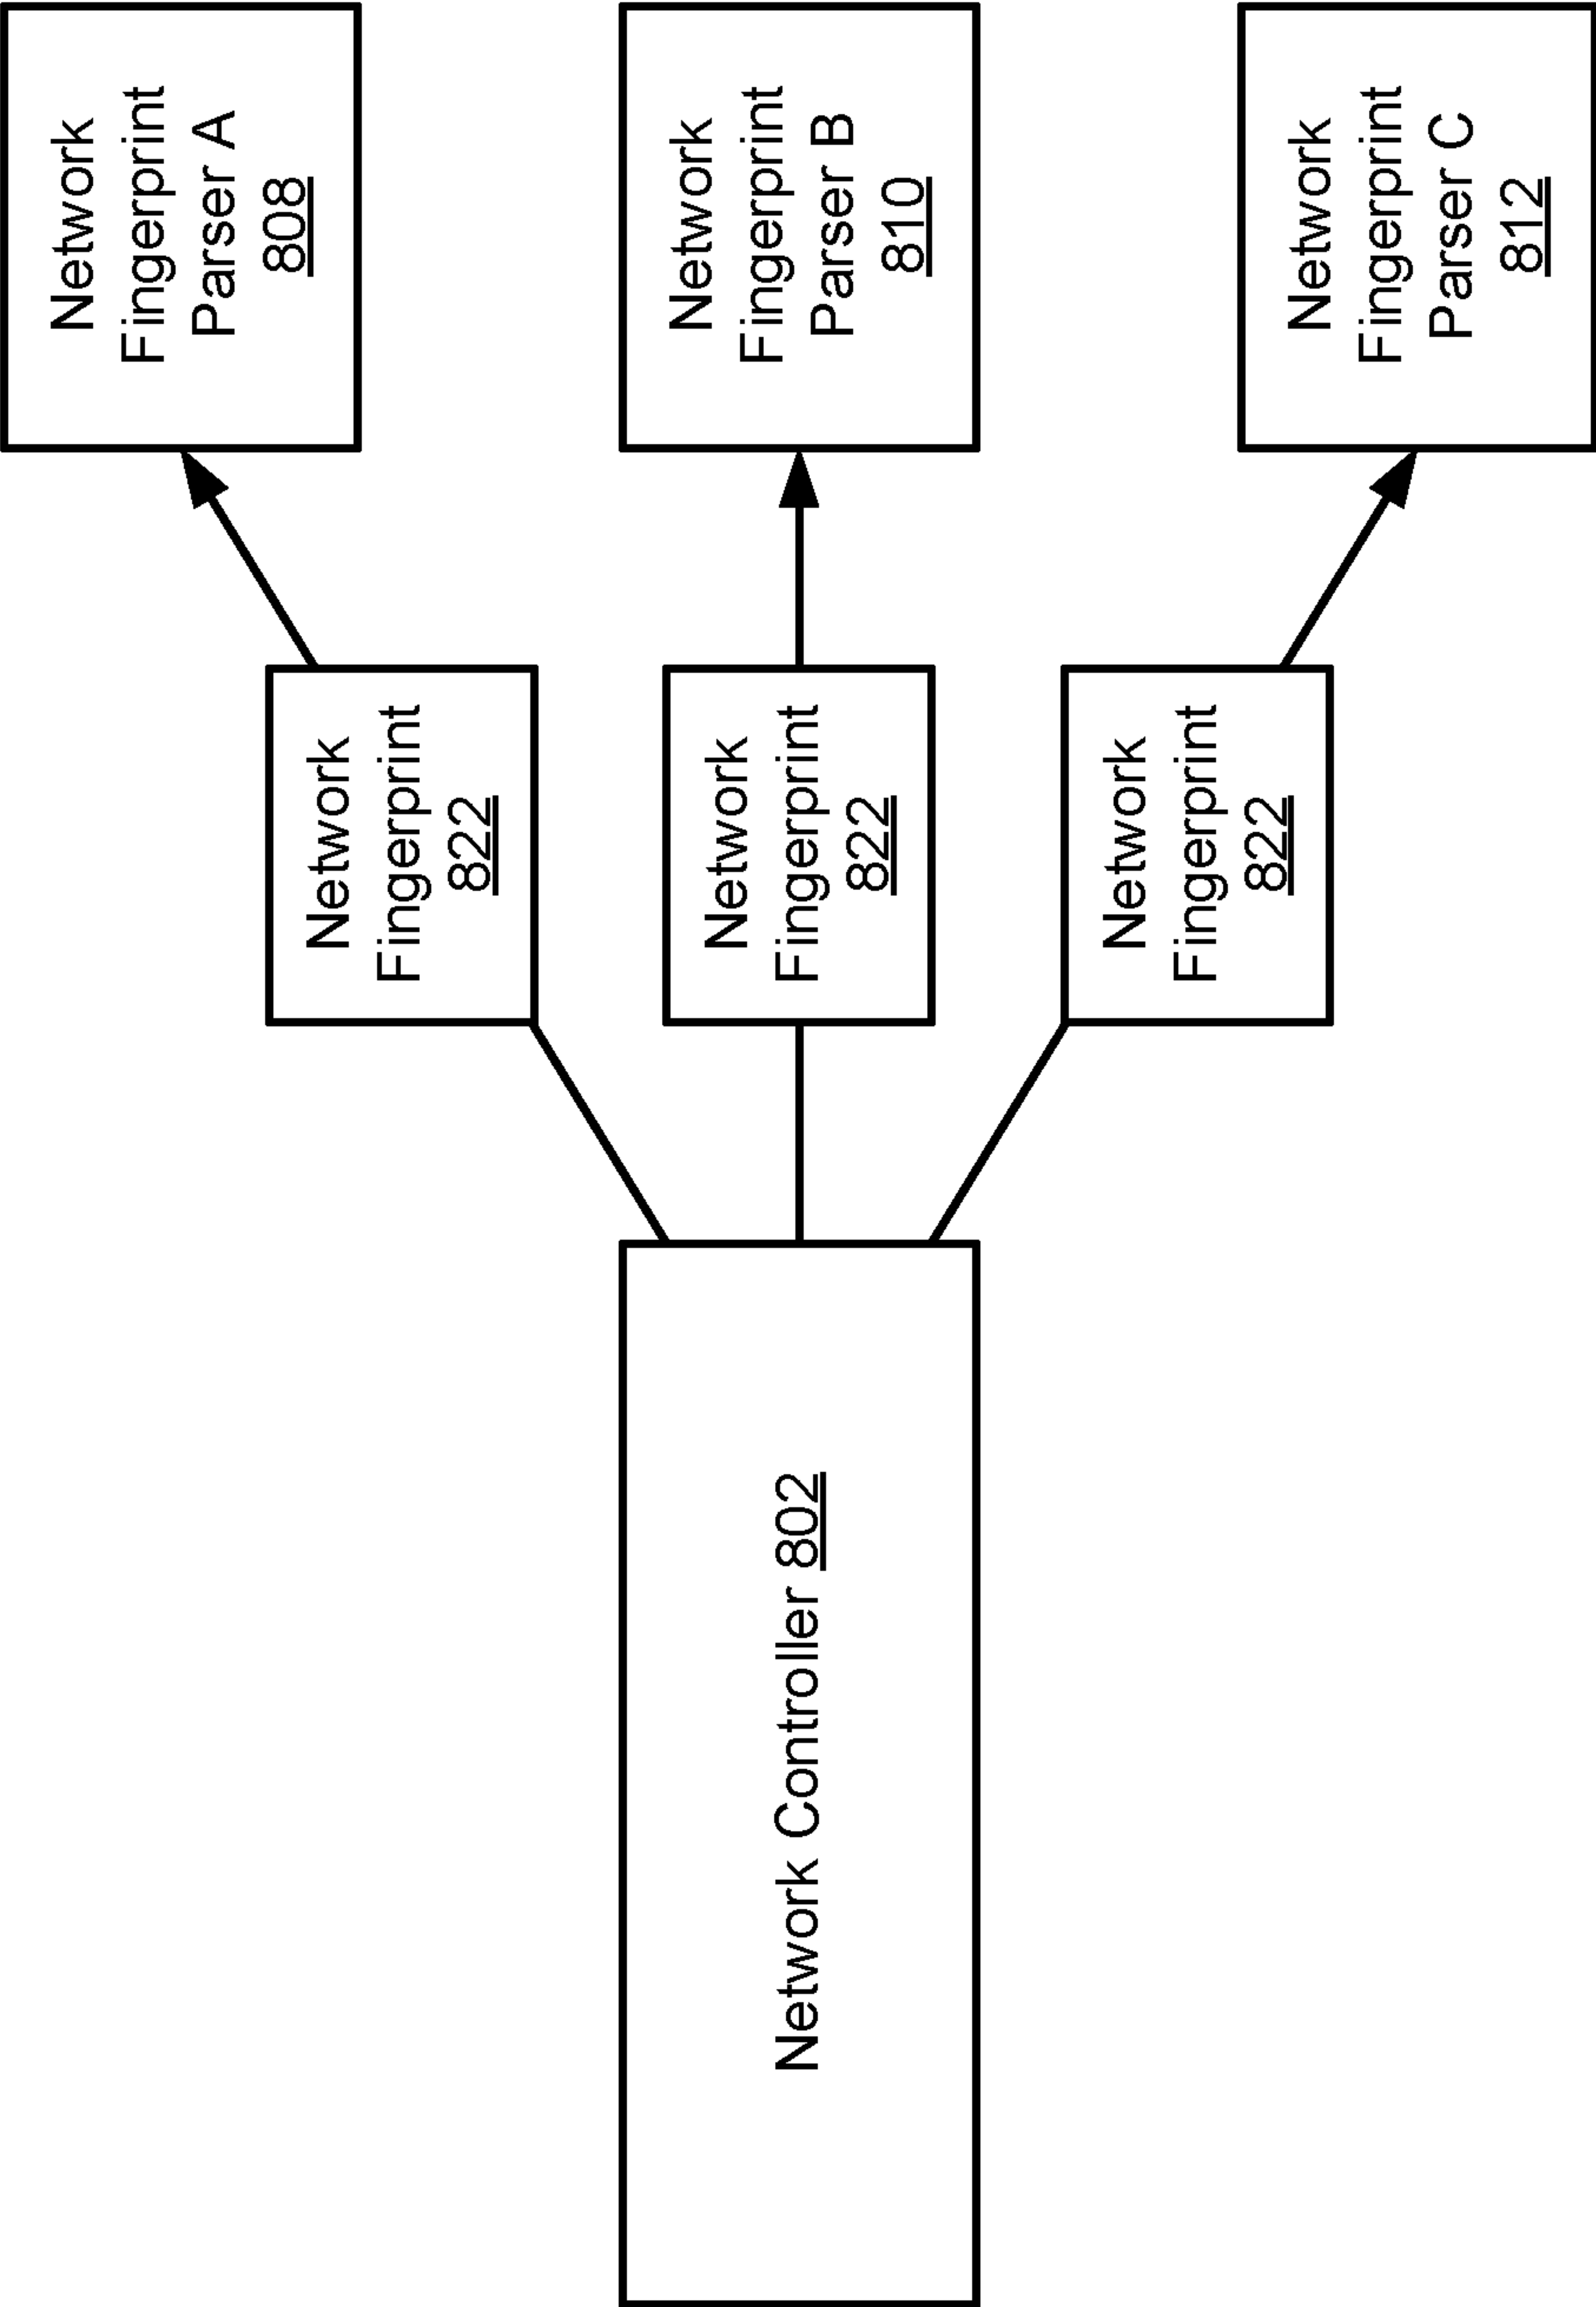 Network
Fingerprint
Parser A
808
Network
Fingerprint
Parser B
810
Network
Fingerprint
Parser C
812
Network
Fingerprint
822
Network
Fingerprint
822
Network
Fingerprint
822
Network Controller 802